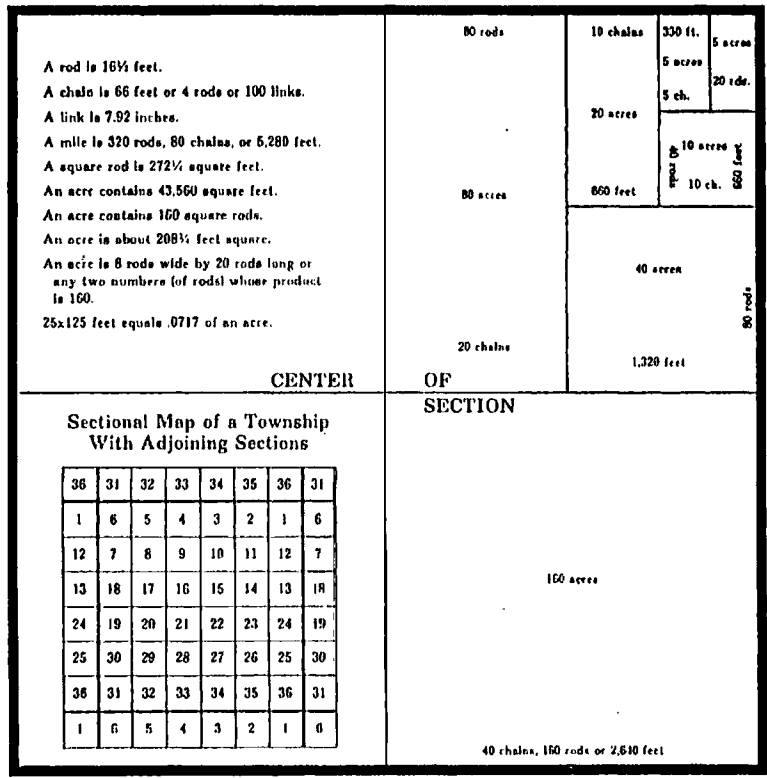 A rod is 16½ feet.
A chain is 66 feet or 4 rods or 100 links.
A link is 7.92 inches.
A mile is 320 rods, 80 chains, or 5,280 feet.
A square rod is 272¼ square feet.
An acre contains 43,560 square feet.
An acre contains 160 square rods.
An acre is about 208¾ feet square.
An acre is 8 rods wide by 20 rods long or
any two numbers (of rods) whose product
is 160.
25x125 feet equals .0717 of an acre.
80 rods
80 acres
20 chains
10 chains
20 acres
660 feet
330 ft.
5 acres
5 ch.
5 acres
20 rds.
10 acres
40 rods
660 feet
10 ch.
40 acres
80 rods
1,320 feet
CENTER OF
SECTION
Sectional Map of a Township
With Adjoining Sections
36 31 32 33 34 35 36 31
1 6 5 4 3 2 1 6
12 7 8 9 10 11 12 7
13 18 17 16 15 14 13 18
24 19 20 21 22 23 24 19
25 30 29 28 27 26 25 30
36 31 32 33 34 35 36 31
1 6 5 4 3 2 1 6
160 acres
40 chains, 160 rods or 2,640 feet